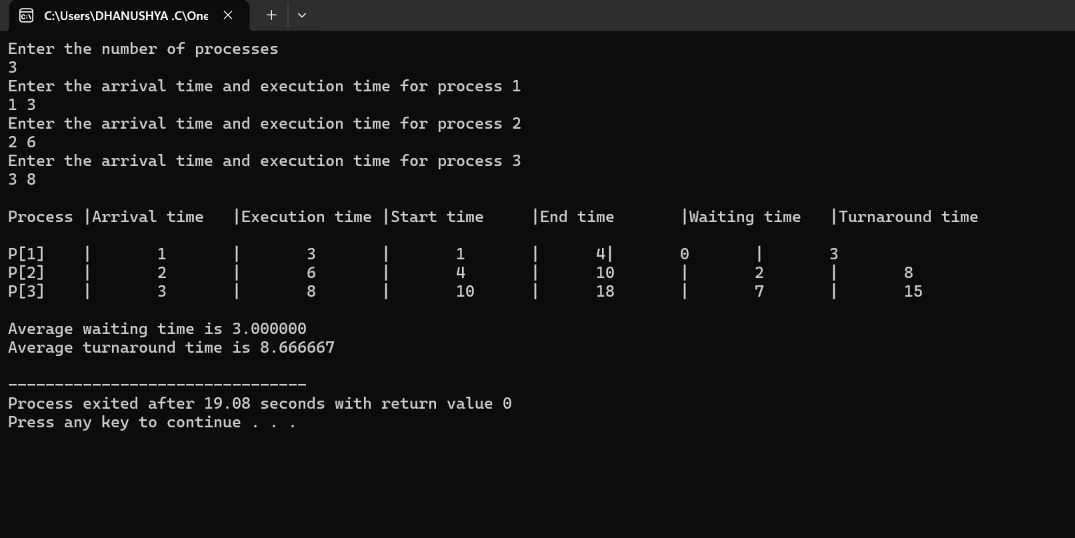 C:\Users\DHANUSHYA .C\One
Enter the number of processes
3
Enter the arrival time and execution time for process 1
1 3
Enter the arrival time and execution time for process 2
2 6
Enter the arrival time and execution time for process 3
3 8
Process |Arrival time   |Execution time |Start time     |End time       |Waiting time   |Turnaround time
P[1]    |       1       |       3       |       1       |      4|       0       |       3
P[2]    |       2       |       6       |       4       |      10       |       2       |       8
P[3]    |       3       |       8       |       10      |      18       |       7       |       15
Average waiting time is 3.000000
Average turnaround time is 8.666667
--------------------------------
Process exited after 19.08 seconds with return value 0
Press any key to continue . . .